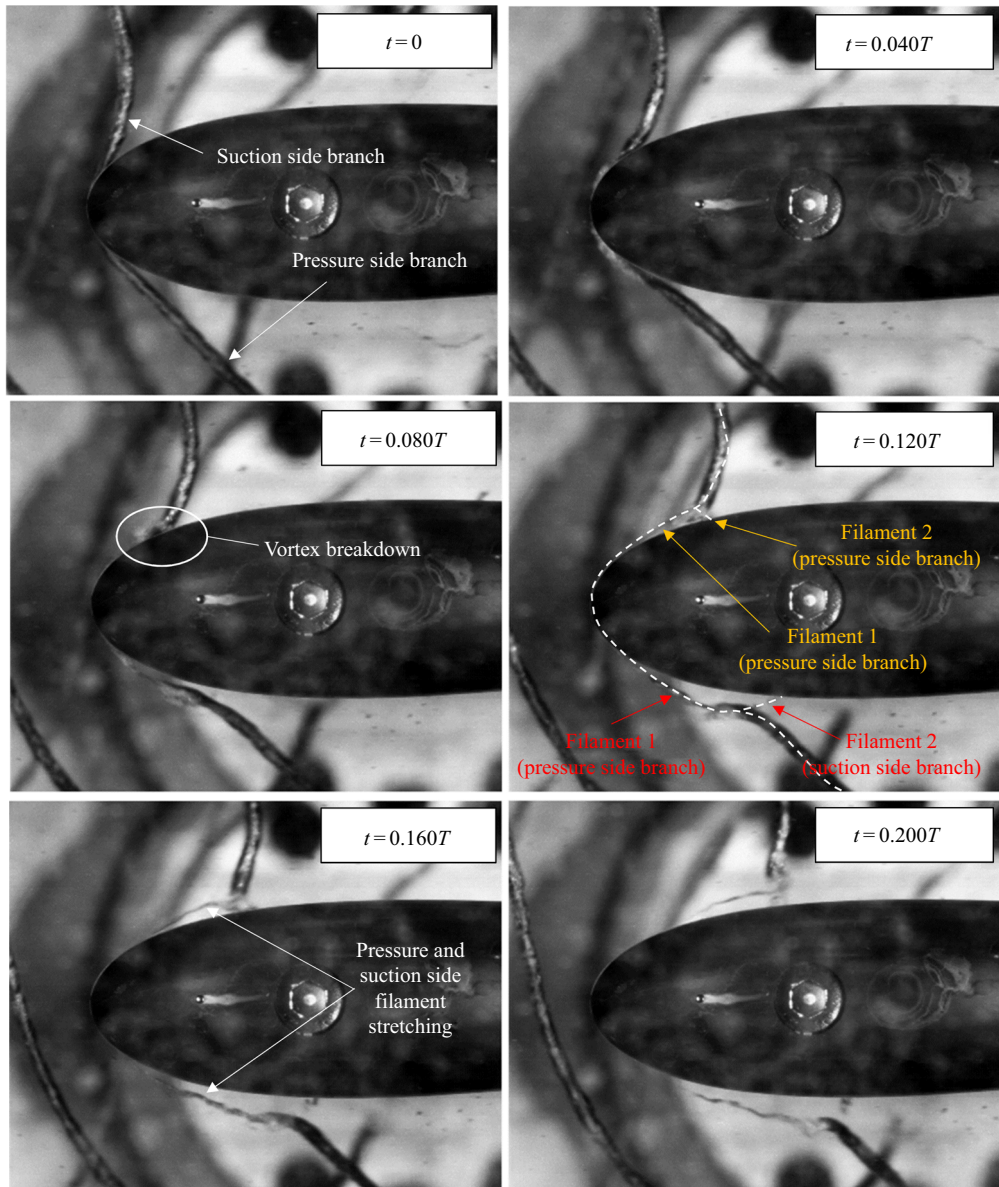 t = 0
t = 0.040T
Suction side branch
Pressure side branch
t = 0.080T
t = 0.120T
Vortex breakdown
Filament 2
(pressure side branch)
Filament 1
(pressure side branch)
Filament 1
(pressure side branch)
Filament 2
(suction side branch)
t = 0.160T
t = 0.200T
Pressure and
suction side
filament
stretching